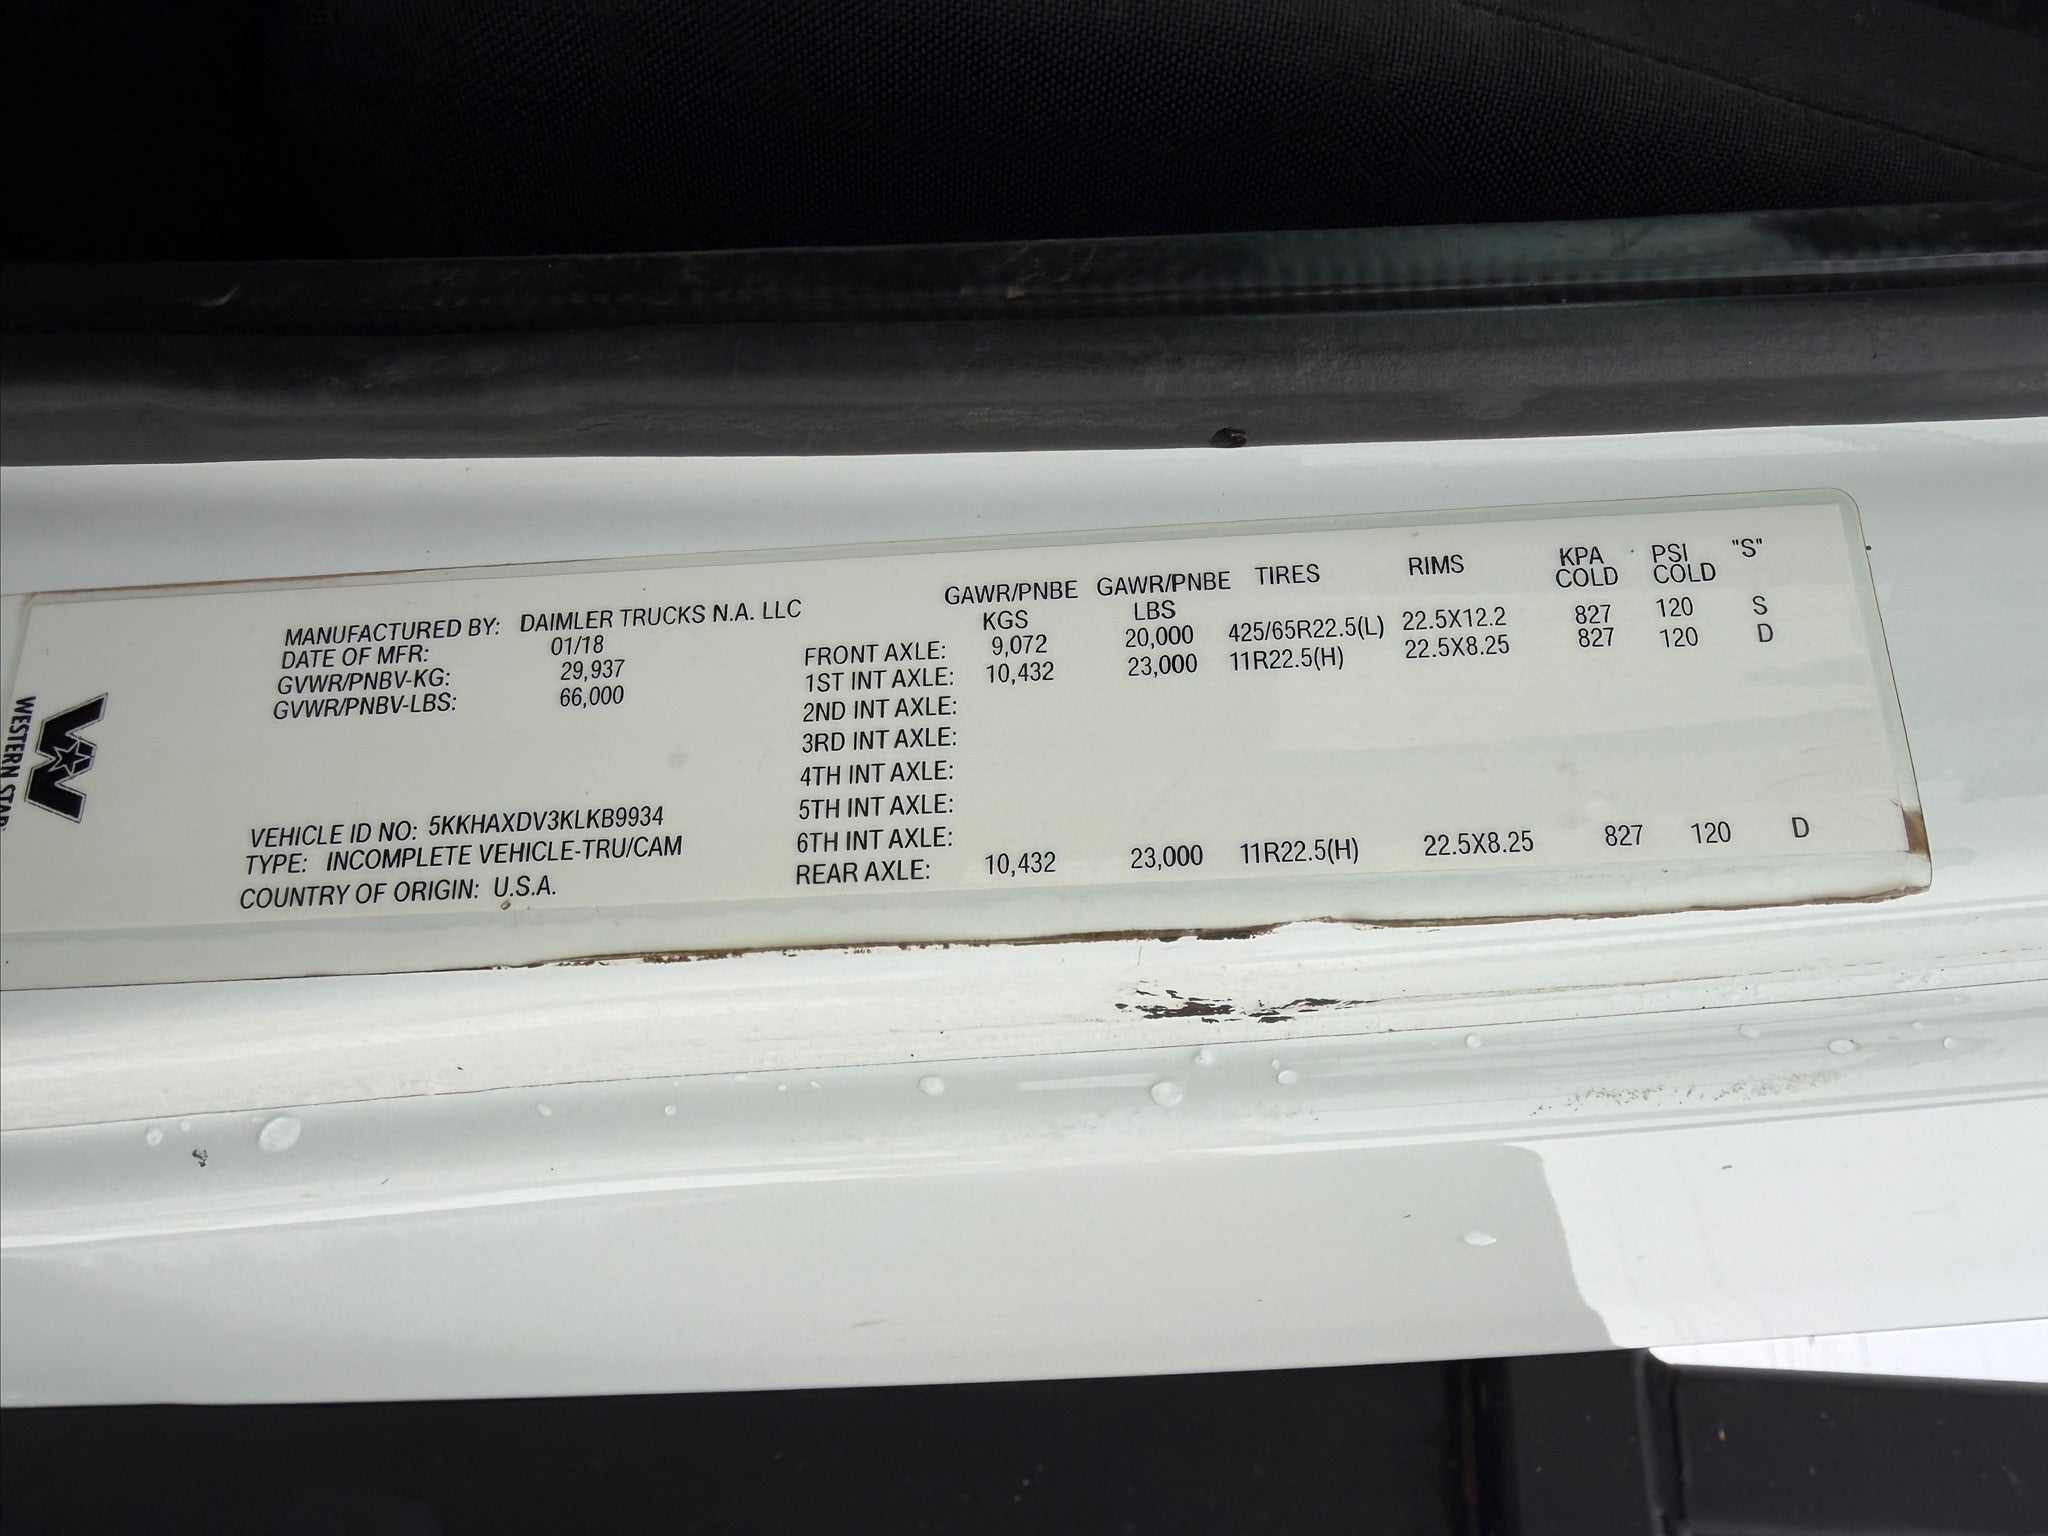 WESTERN STAR
MANUFACTURED BY: DAIMLER TRUCKS N.A. LLC
DATE OF MFR: 01/18
GVWR/PNBV-KG: 29,937
GVWR/PNBV-LBS: 66,000
VEHICLE ID NO: 5KKHAXDV3KLKB9934
TYPE: INCOMPLETE VEHICLE-TRU/CAM
COUNTRY OF ORIGIN: U.S.A.
GAWR/PNBE KGS GAWR/PNBE LBS TIRES RIMS KPA COLD PSI COLD "S"
FRONT AXLE: 9,072 20,000 425/65R22.5(L) 22.5X12.2 827 120 S
1ST INT AXLE: 10,432 23,000 11R22.5(H) 22.5X8.25 827 120 D
2ND INT AXLE:
3RD INT AXLE:
4TH INT AXLE:
5TH INT AXLE:
6TH INT AXLE:
REAR AXLE: 10,432 23,000 11R22.5(H) 22.5X8.25 827 120 D